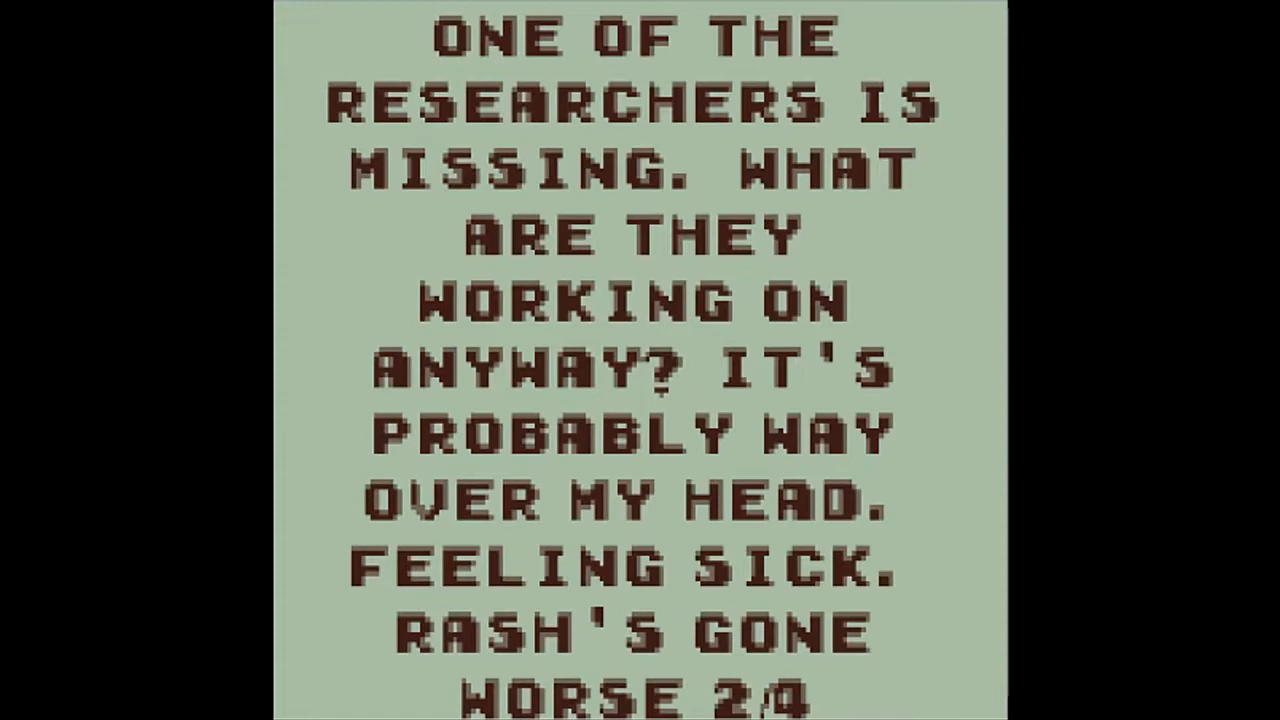 ONE OF THE
RESEARCHERS IS
MISSING. WHAT
ARE THEY
WORKING ON
ANYWAY? IT'S
PROBABLY WAY
OVER MY HEAD.
FEELING SICK.
RASH'S GONE
WORSE 2/4